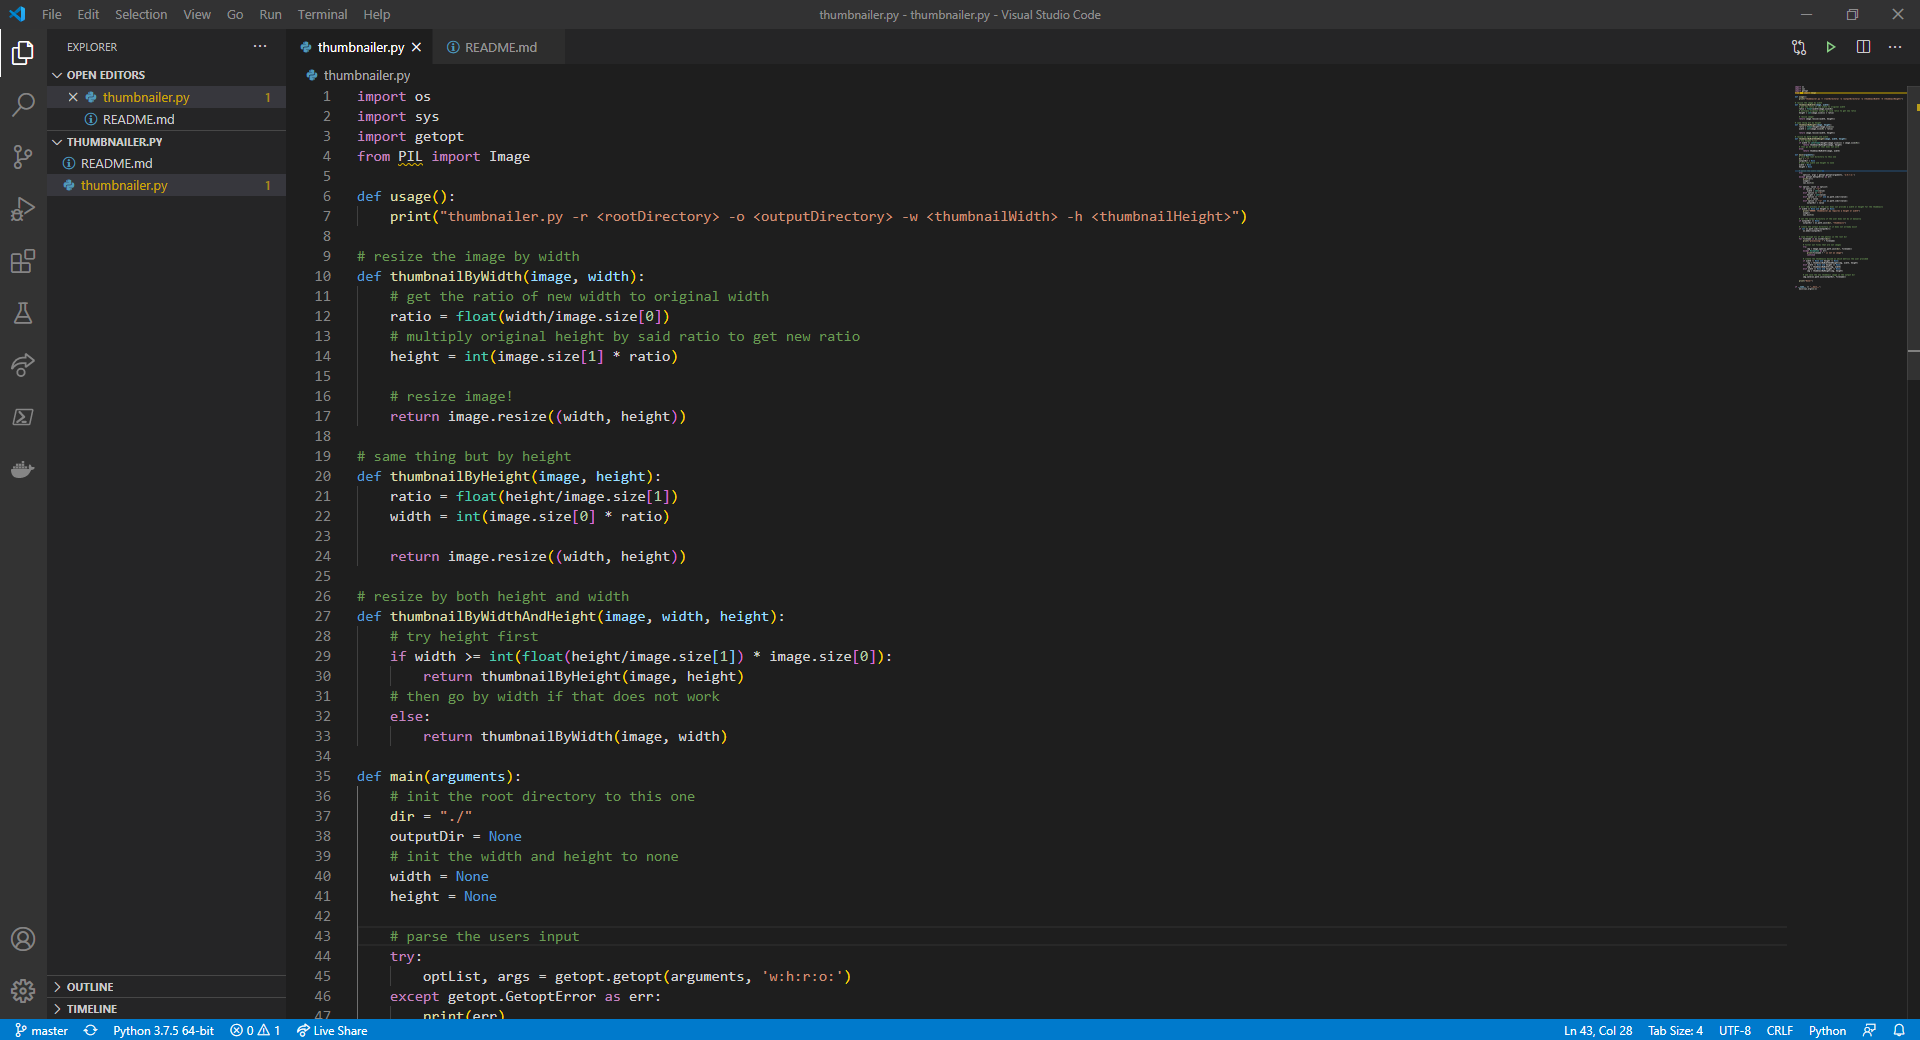 File Edit Selection View Go Run Terminal Help
thumbnailer.py - thumbnailer.py - Visual Studio Code
EXPLORER
OPEN EDITORS
thumbnailer.py 1
README.md
THUMBNAILER.PY
README.md
thumbnailer.py 1
OUTLINE
TIMELINE
thumbnailer.py
README.md
thumbnailer.py
1 import os
2 import sys
3 import getopt
4 from PIL import Image
5
6 def usage():
7     print("thumbnailer.py -r <rootDirectory> -o <outputDirectory> -w <thumbnailWidth> -h <thumbnailHeight>")
8
9 # resize the image by width
10 def thumbnailByWidth(image, width):
11     # get the ratio of new width to original width
12     ratio = float(width/image.size[0])
13     # multiply original height by said ratio to get new ratio
14     height = int(image.size[1] * ratio)
15
16     # resize image!
17     return image.resize((width, height))
18
19 # same thing but by height
20 def thumbnailByHeight(image, height):
21     ratio = float(height/image.size[1])
22     width = int(image.size[0] * ratio)
23
24     return image.resize((width, height))
25
26 # resize by both height and width
27 def thumbnailByWidthAndHeight(image, width, height):
28     # try height first
29     if width >= int(float(height/image.size[1]) * image.size[0]):
30         return thumbnailByHeight(image, height)
31     # then go by width if that does not work
32     else:
33         return thumbnailByWidth(image, width)
34
35 def main(arguments):
36     # init the root directory to this one
37     dir = "./"
38     outputDir = None
39     # init the width and height to none
40     width = None
41     height = None
42
43     # parse the users input
44     try:
45         optList, args = getopt.getopt(arguments, 'w:h:r:o:')
46     except getopt.GetoptError as err:
47         print(err)
master Python 3.7.5 64-bit 0 1 Live Share
Ln 43, Col 28 Tab Size: 4 UTF-8 CRLF Python